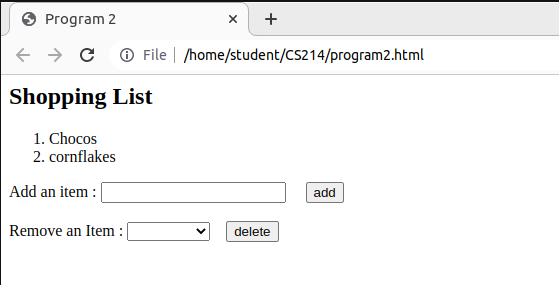 Program 2
File /home/student/CS214/program2.html
Shopping List
1. Chocos
2. cornflakes
Add an item : add
Remove an Item : delete